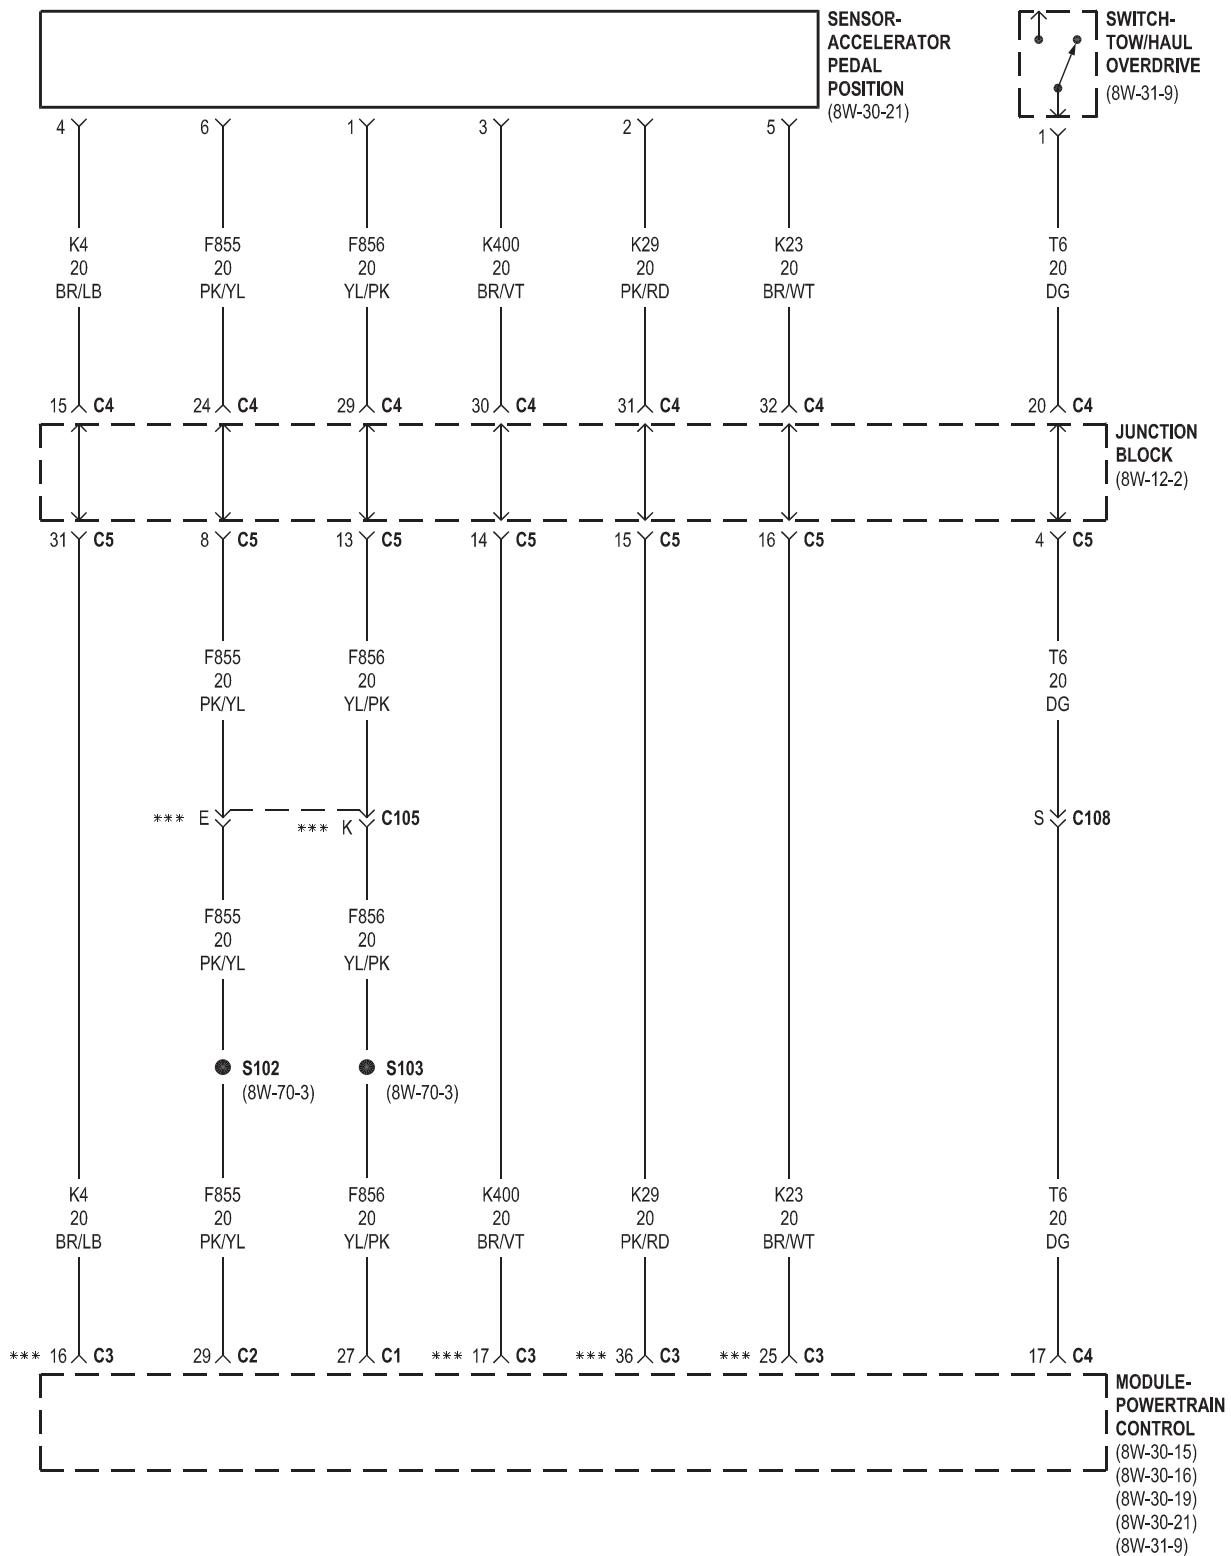 SENSOR-
ACCELERATOR
PEDAL
POSITION
(8W-30-21)
SWITCH-
TOW/HAUL
OVERDRIVE
(8W-31-9)
4 6 1 3 2 5 1
K4 F855 F856 K400 K29 K23 T6
20 20 20 20 20 20 20
BR/LB PK/YL YL/PK BR/VT PK/RD BR/WT DG
15 C4 24 C4 29 C4 30 C4 31 C4 32 C4 20 C4
JUNCTION
BLOCK
(8W-12-2)
31 C5 8 C5 13 C5 14 C5 15 C5 16 C5 4 C5
F855 F856 T6
20 20 20
PK/YL YL/PK DG
*** E *** K C105 S C108
F855 F856
20 20
PK/YL YL/PK
S102 S103
(8W-70-3) (8W-70-3)
K4 F855 F856 K400 K29 K23 T6
20 20 20 20 20 20 20
BR/LB PK/YL YL/PK BR/VT PK/RD BR/WT DG
*** 16 C3 29 C2 27 C1 *** 17 C3 *** 36 C3 *** 25 C3 17 C4
MODULE-
POWERTRAIN
CONTROL
(8W-30-15)
(8W-30-16)
(8W-30-19)
(8W-30-21)
(8W-31-9)